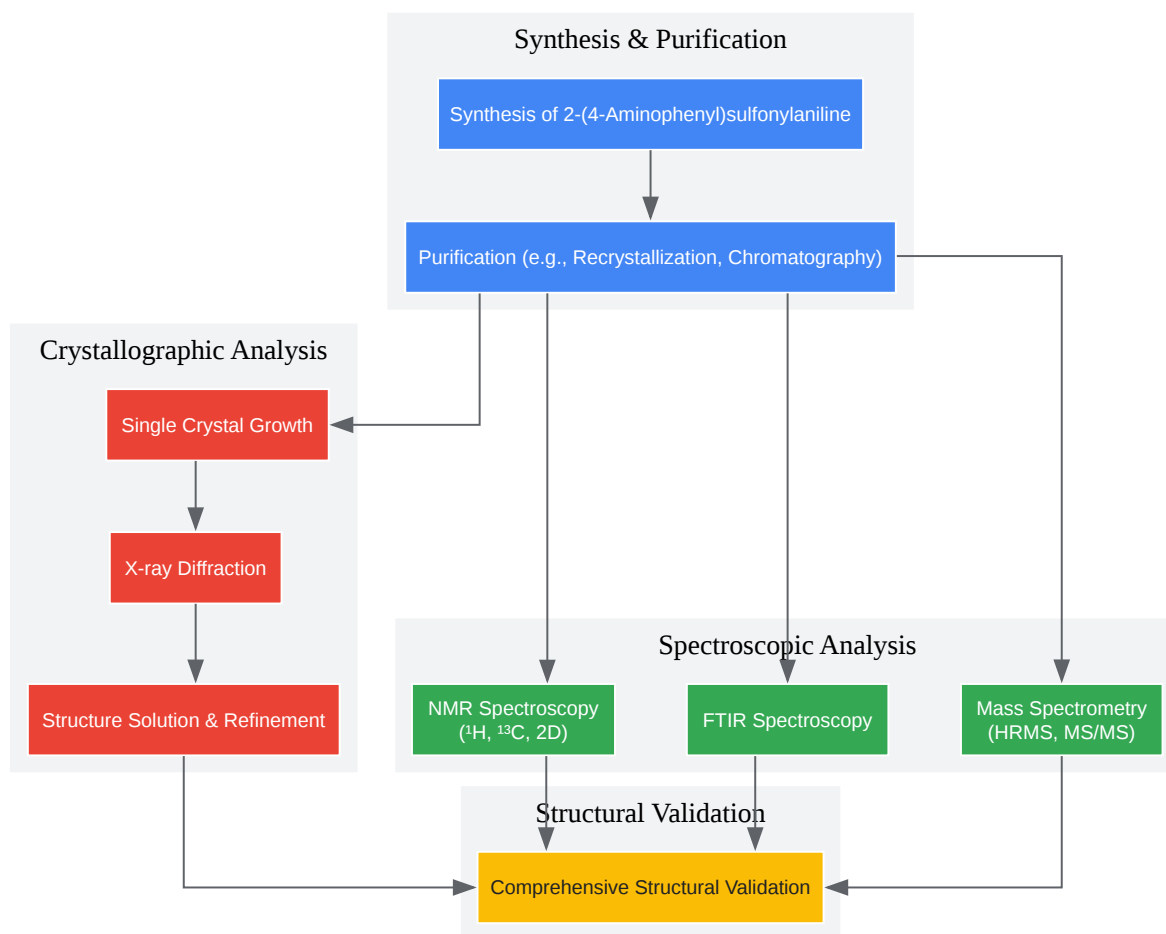 Synthesis & Purification
Synthesis of 2-(4-Aminophenyl)sulfonylaniline
Purification (e.g., Recrystallization, Chromatography)
Crystallographic Analysis
Single Crystal Growth
X-ray Diffraction
Structure Solution & Refinement
Spectroscopic Analysis
NMR Spectroscopy
(¹H, ¹³C, 2D)
FTIR Spectroscopy
Mass Spectrometry
(HRMS, MS/MS)
Structural Validation
Comprehensive Structural Validation